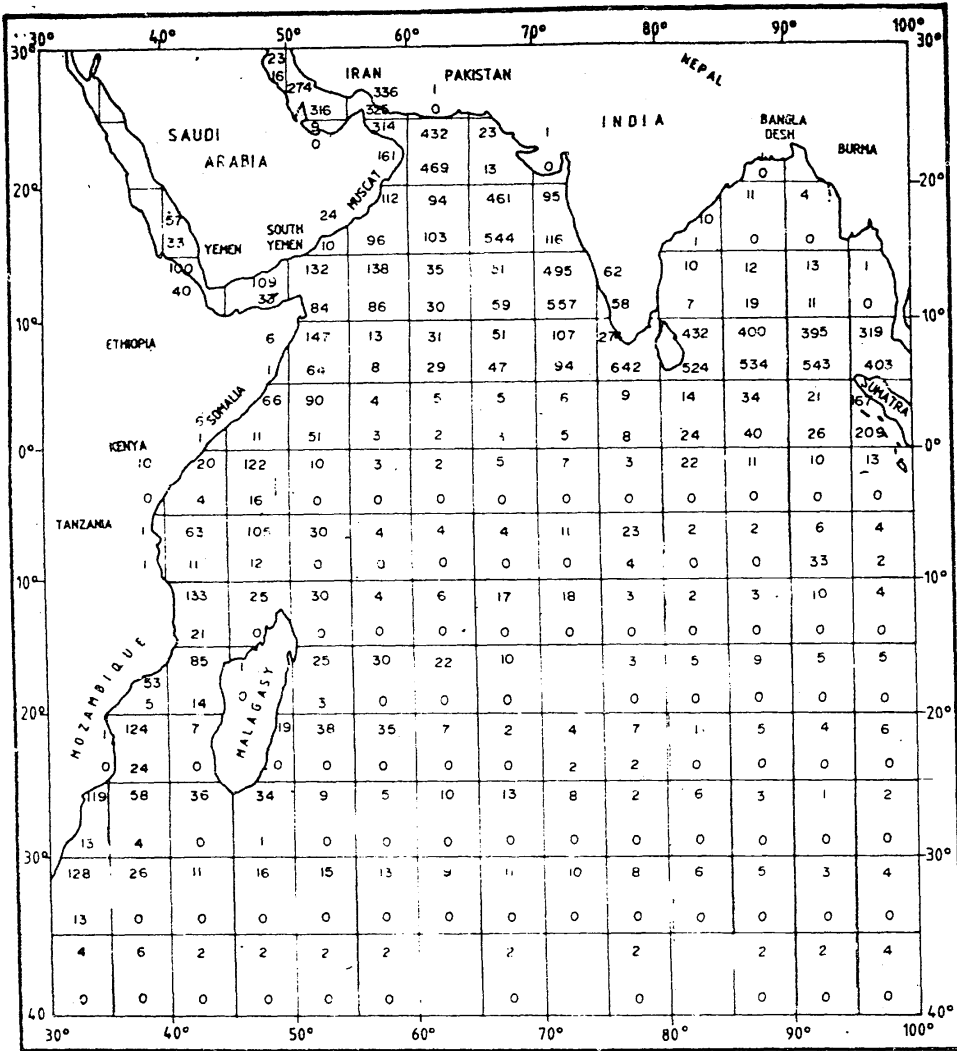 30° 40° 50° 60° 70° 80° 90° 100°
30° 30°
23
16 IRAN PAKISTAN NEPAL
274 336 1
316 326 0
SAUDI 9 314 432 23 1 INDIA BANGLA
DESH
0 BURMA
ARABIA 161 469 13 0 0
20° MUSCAT 20°
112 94 461 95 11 4
57 24 10
33 YEMEN SOUTH
YEMEN 10 96 103 544 116 1 0 0
100 132 138 35 51 495 62 10 12 13 1
40 109
33 84 86 30 59 557 58 7 19 11 0
10° 10°
ETHIOPIA 6 147 13 31 51 107 432 400 395 319
1 64 8 29 47 94 642 524 534 543 403
SOMALIA 66 90 4 5 5 6 9 14 34 21 167 SUMATRA
KENYA 1 11 51 3 2 5 8 24 40 26 209
0° 0°
10 20 122 10 3 2 5 7 3 22 11 10 13
0 4 16 0 0 0 0 0 0 0 0 0 0
TANZANIA 1 63 105 30 4 4 4 11 23 2 2 6 4
1 11 12 0 0 0 0 0 4 0 0 33 2
10° 10°
133 25 30 4 6 17 18 3 2 3 10 4
21 0 0 0 0 0 0 0 0 0 0 0
MOZAMBIQUE 85 1 25 30 22 10 3 5 9 5 5
53
5 14 0 3 0 0 0 0 0 0 0 0
20° MALAGASY 20°
1 124 7 19 38 35 7 2 4 7 1 5 4 6
0 24 0 0 0 0 0 0 2 2 0 0 0 0
119 58 36 34 9 5 10 13 8 2 6 3 1 2
13 4 0 1 0 0 0 0 0 0 0 0 0 0
30° 30°
128 26 11 16 15 13 9 11 10 8 6 5 3 4
13 0 0 0 0 0 0 0 0 0 0 0 0 0
4 6 2 2 2 2 2 2 2 2 4
0 0 0 0 0 0 0 0 0 0 0
40 40°
30° 40° 50° 60° 70° 80° 90° 100°